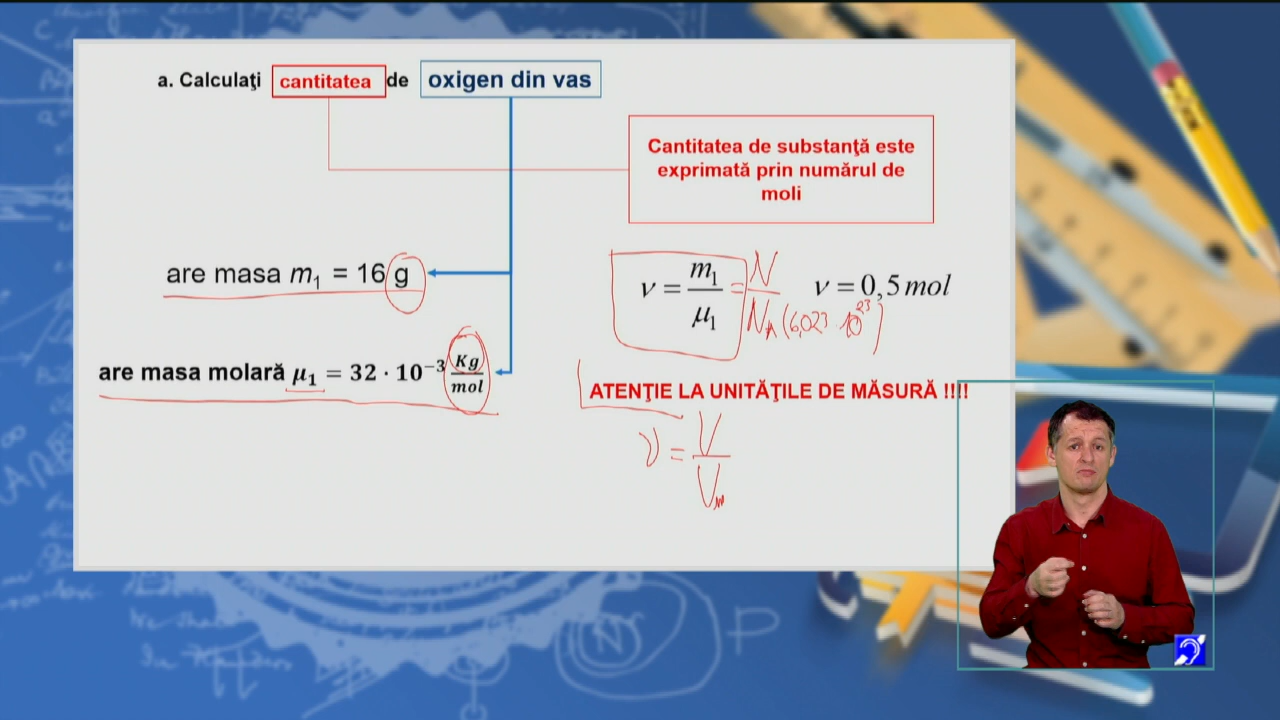 a. Calculaţi cantitatea de oxigen din vas
Cantitatea de substanţă este
exprimată prin numărul de
moli
are masa m₁ = 16 g
ν = m₁/μ₁ = N/N_A (6,023 · 10²³)
ν = 0,5 mol
are masa molară μ₁ = 32 · 10⁻³ Kg/mol
ATENŢIE LA UNITĂŢILE DE MĂSURĂ !!!!
ν = V/Vₘ
N
P